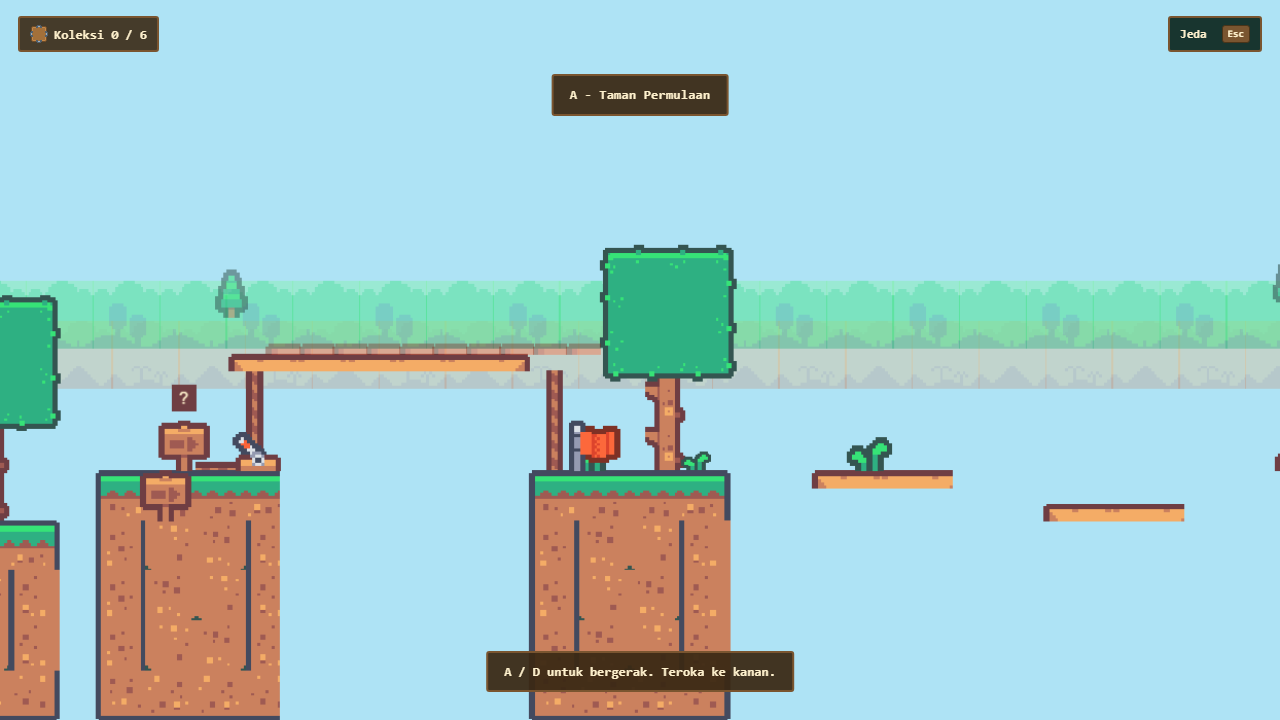 Koleksi 0 / 6
Jeda Esc
A - Taman Permulaan
?
A / D untuk bergerak. Teroka ke kanan.